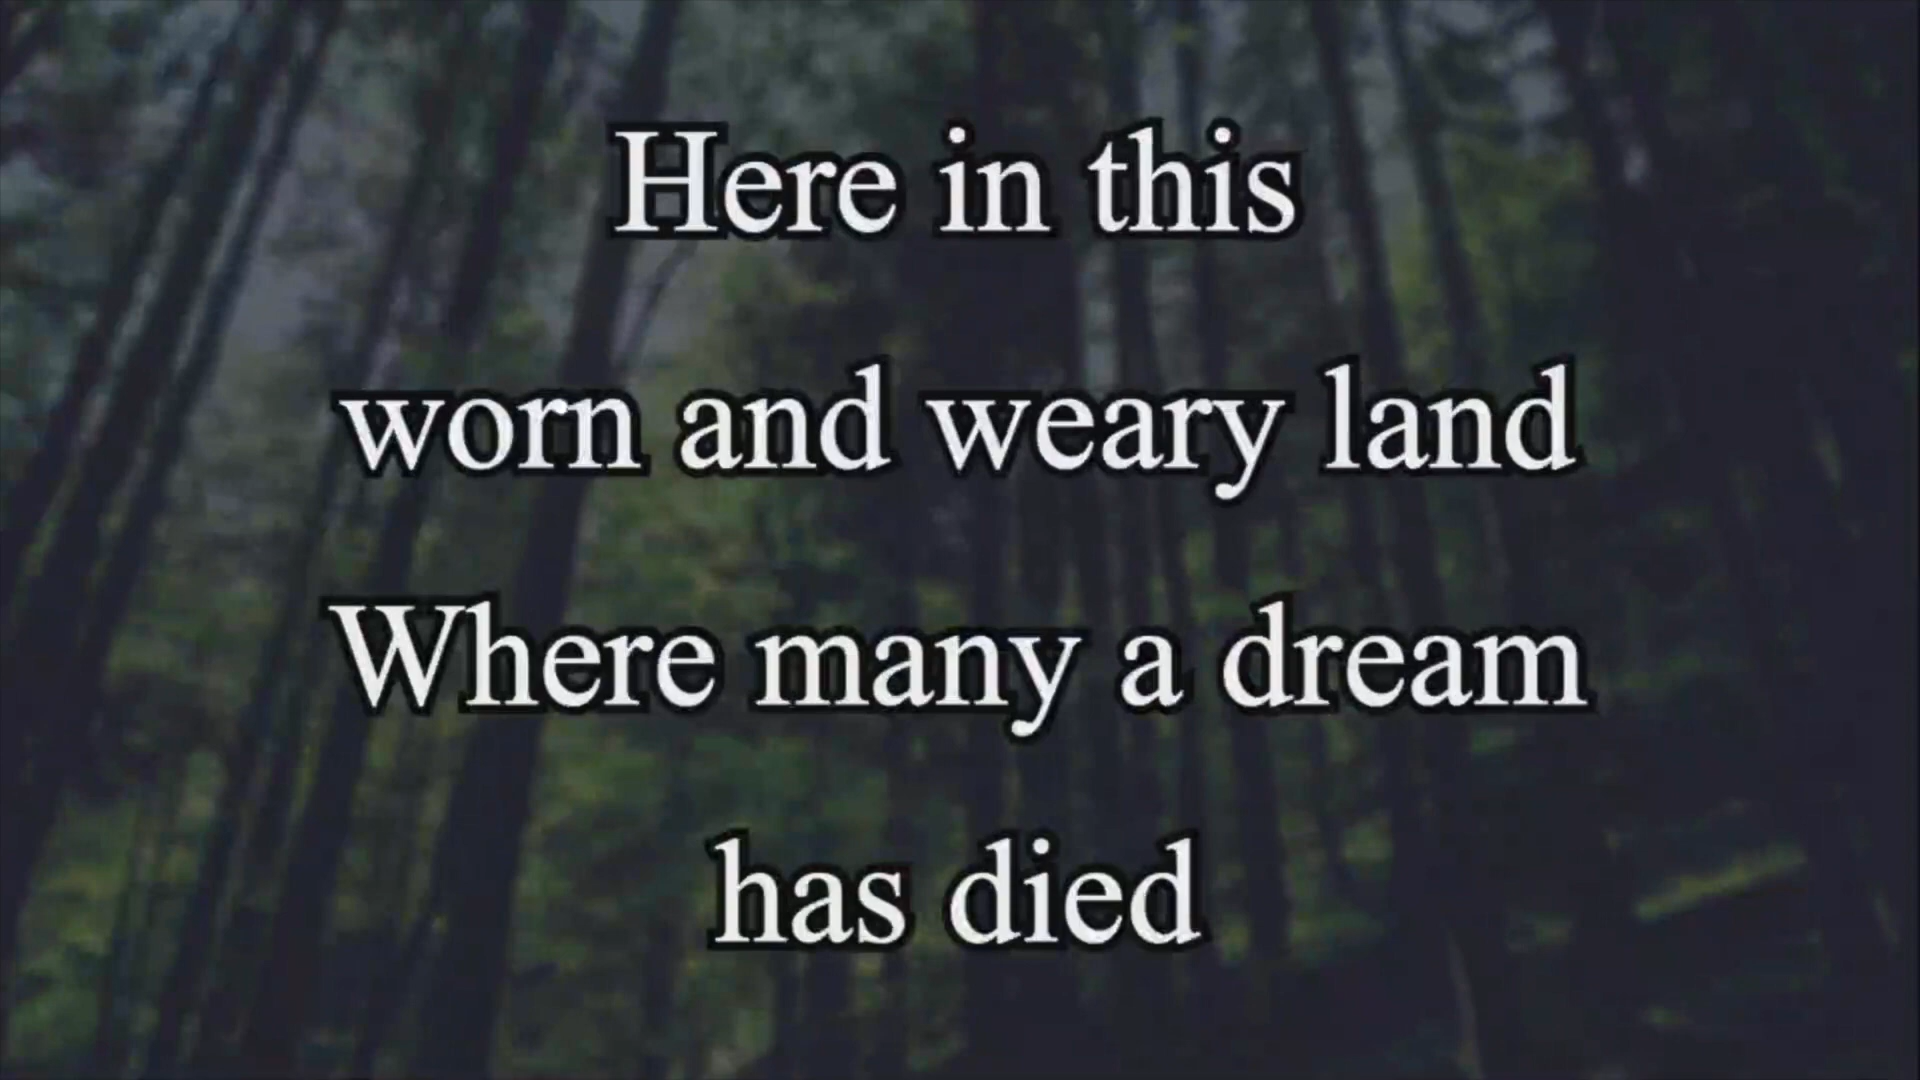 Here in this
worn and weary land
Where many a dream
has died